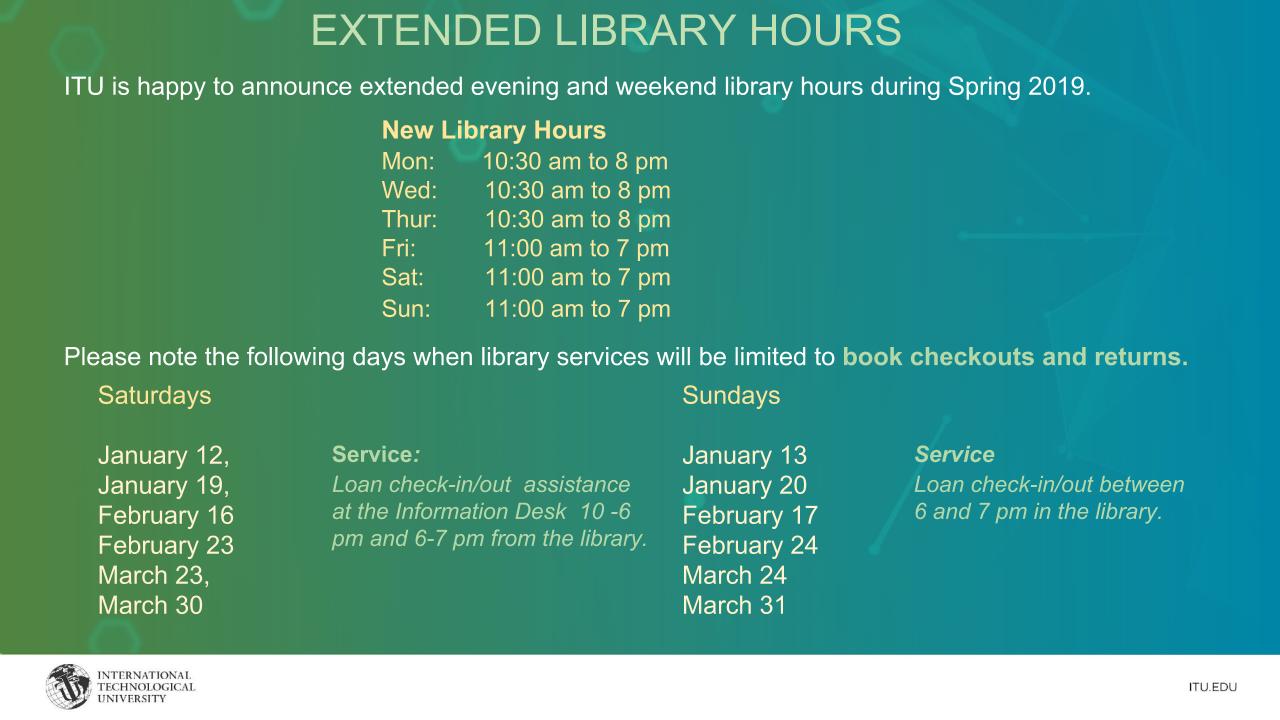 EXTENDED LIBRARY HOURS
ITU is happy to announce extended evening and weekend library hours during Spring 2019.
New Library Hours
Mon: 10:30 am to 8 pm
Wed: 10:30 am to 8 pm
Thur: 10:30 am to 8 pm
Fri: 11:00 am to 7 pm
Sat: 11:00 am to 7 pm
Sun: 11:00 am to 7 pm
Please note the following days when library services will be limited to book checkouts and returns.
Saturdays
January 12,
January 19,
February 16
February 23
March 23,
March 30
Service:
Loan check-in/out assistance
at the Information Desk 10 -6
pm and 6-7 pm from the library.
Sundays
January 13
January 20
February 17
February 24
March 24
March 31
Service
Loan check-in/out between
6 and 7 pm in the library.
INTERNATIONAL
TECHNOLOGICAL
UNIVERSITY
ITU.EDU